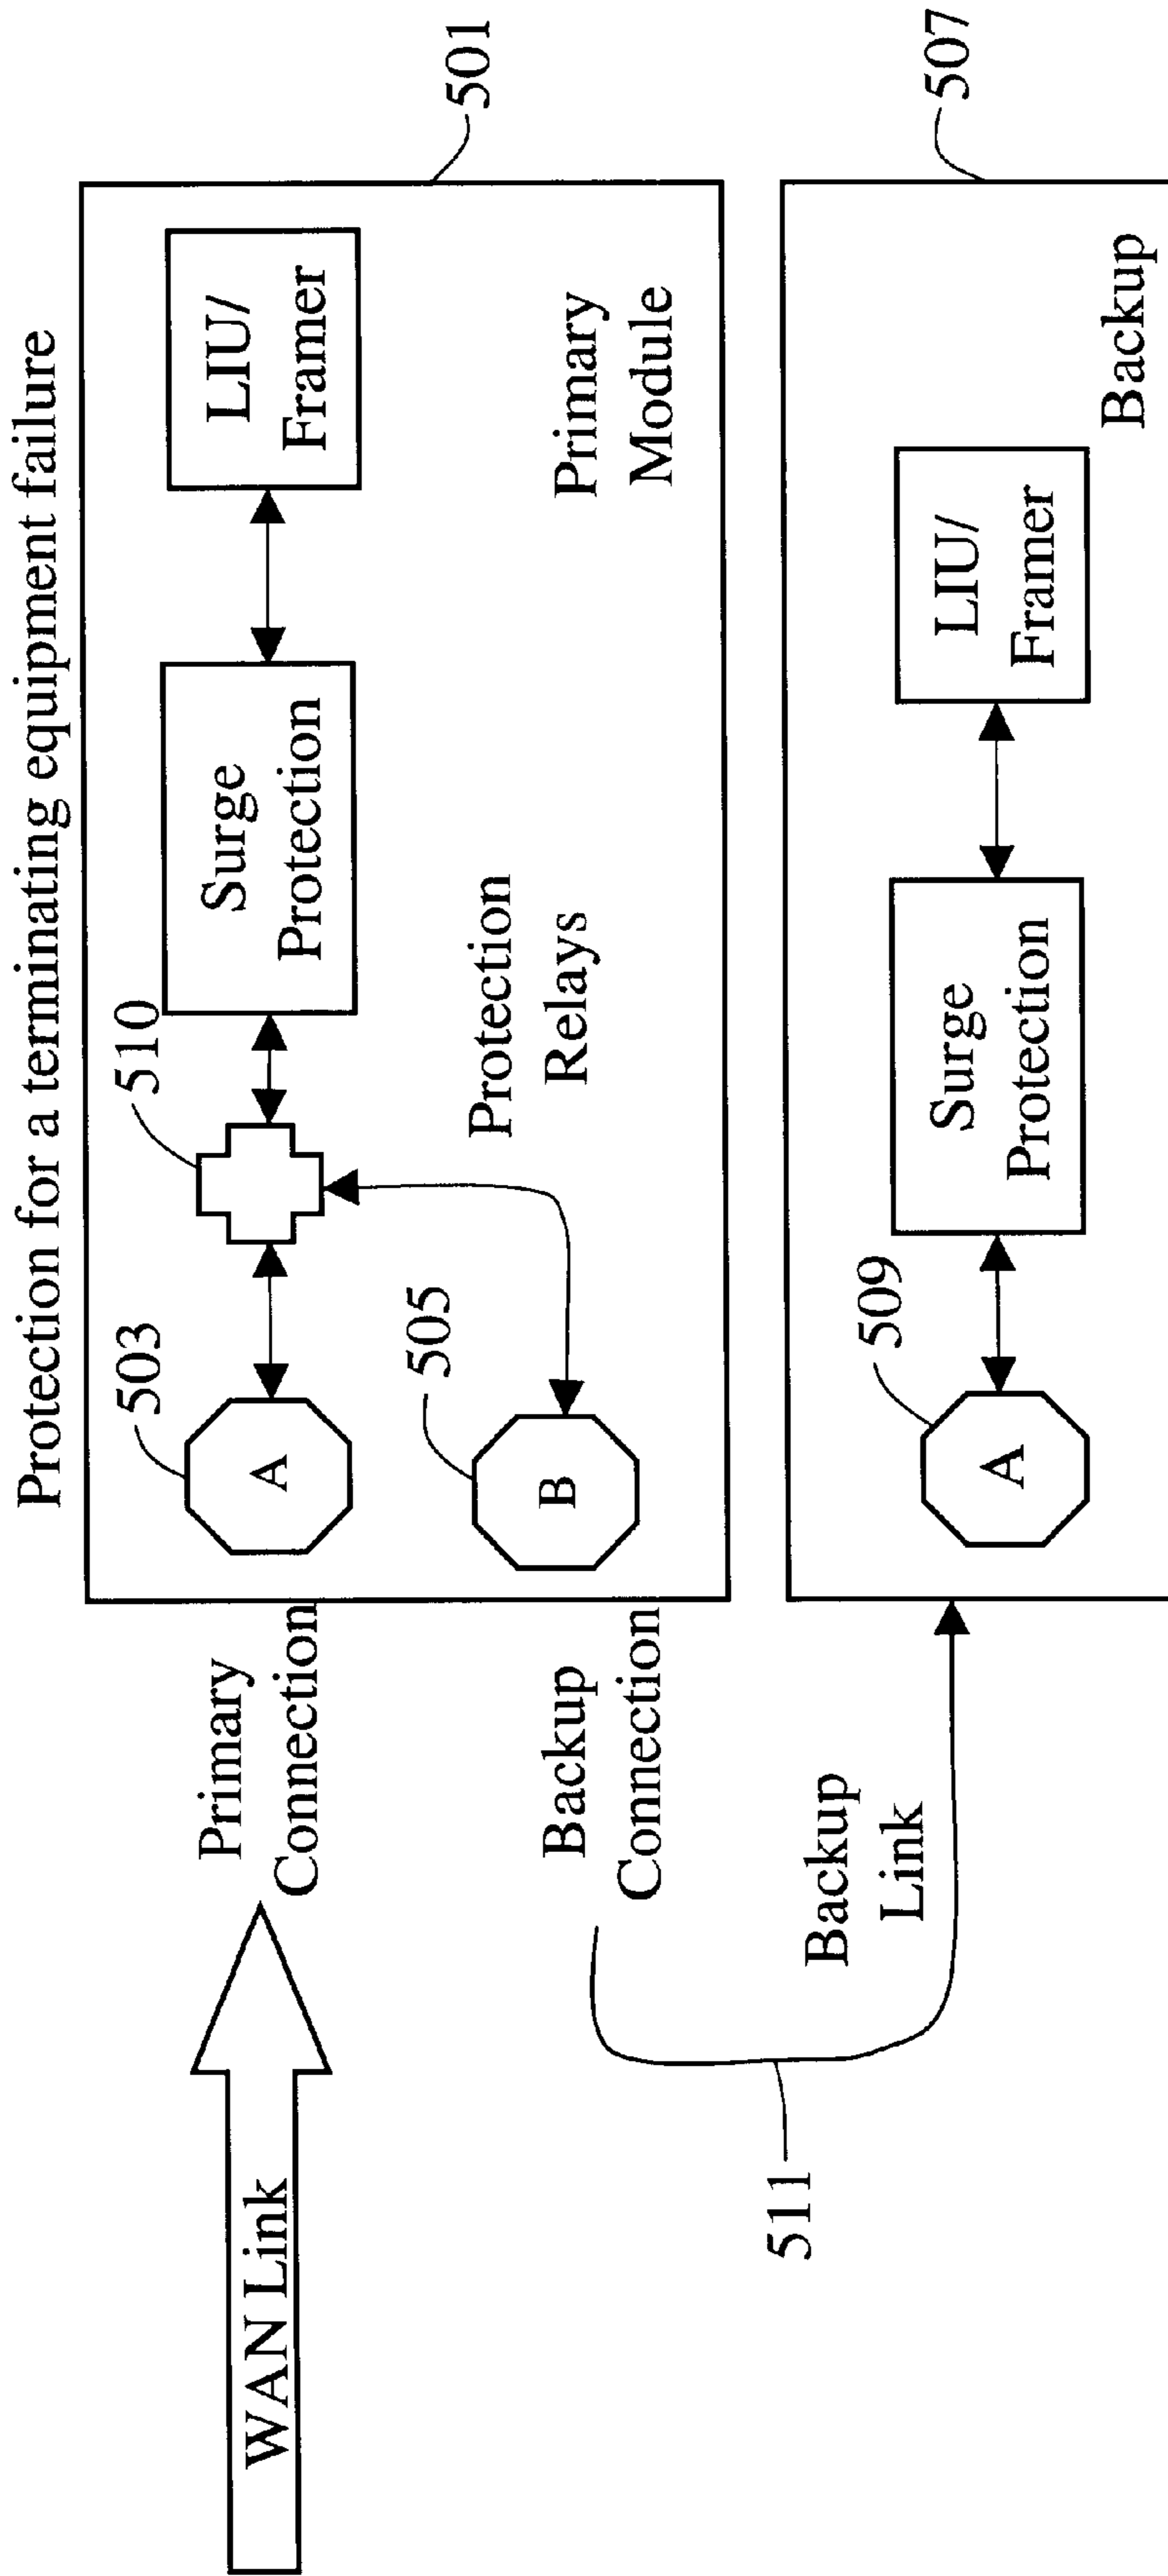 Protection for a terminating equipment failure
WAN Link
Primary
Connection
503
A
510
Surge
Protection
LIU/
Framer
501
Backup
Connection
505
B
Protection
Relays
Primary
Module
511
Backup
Link
509
A
Surge
Protection
LIU/
Framer
Backup
507